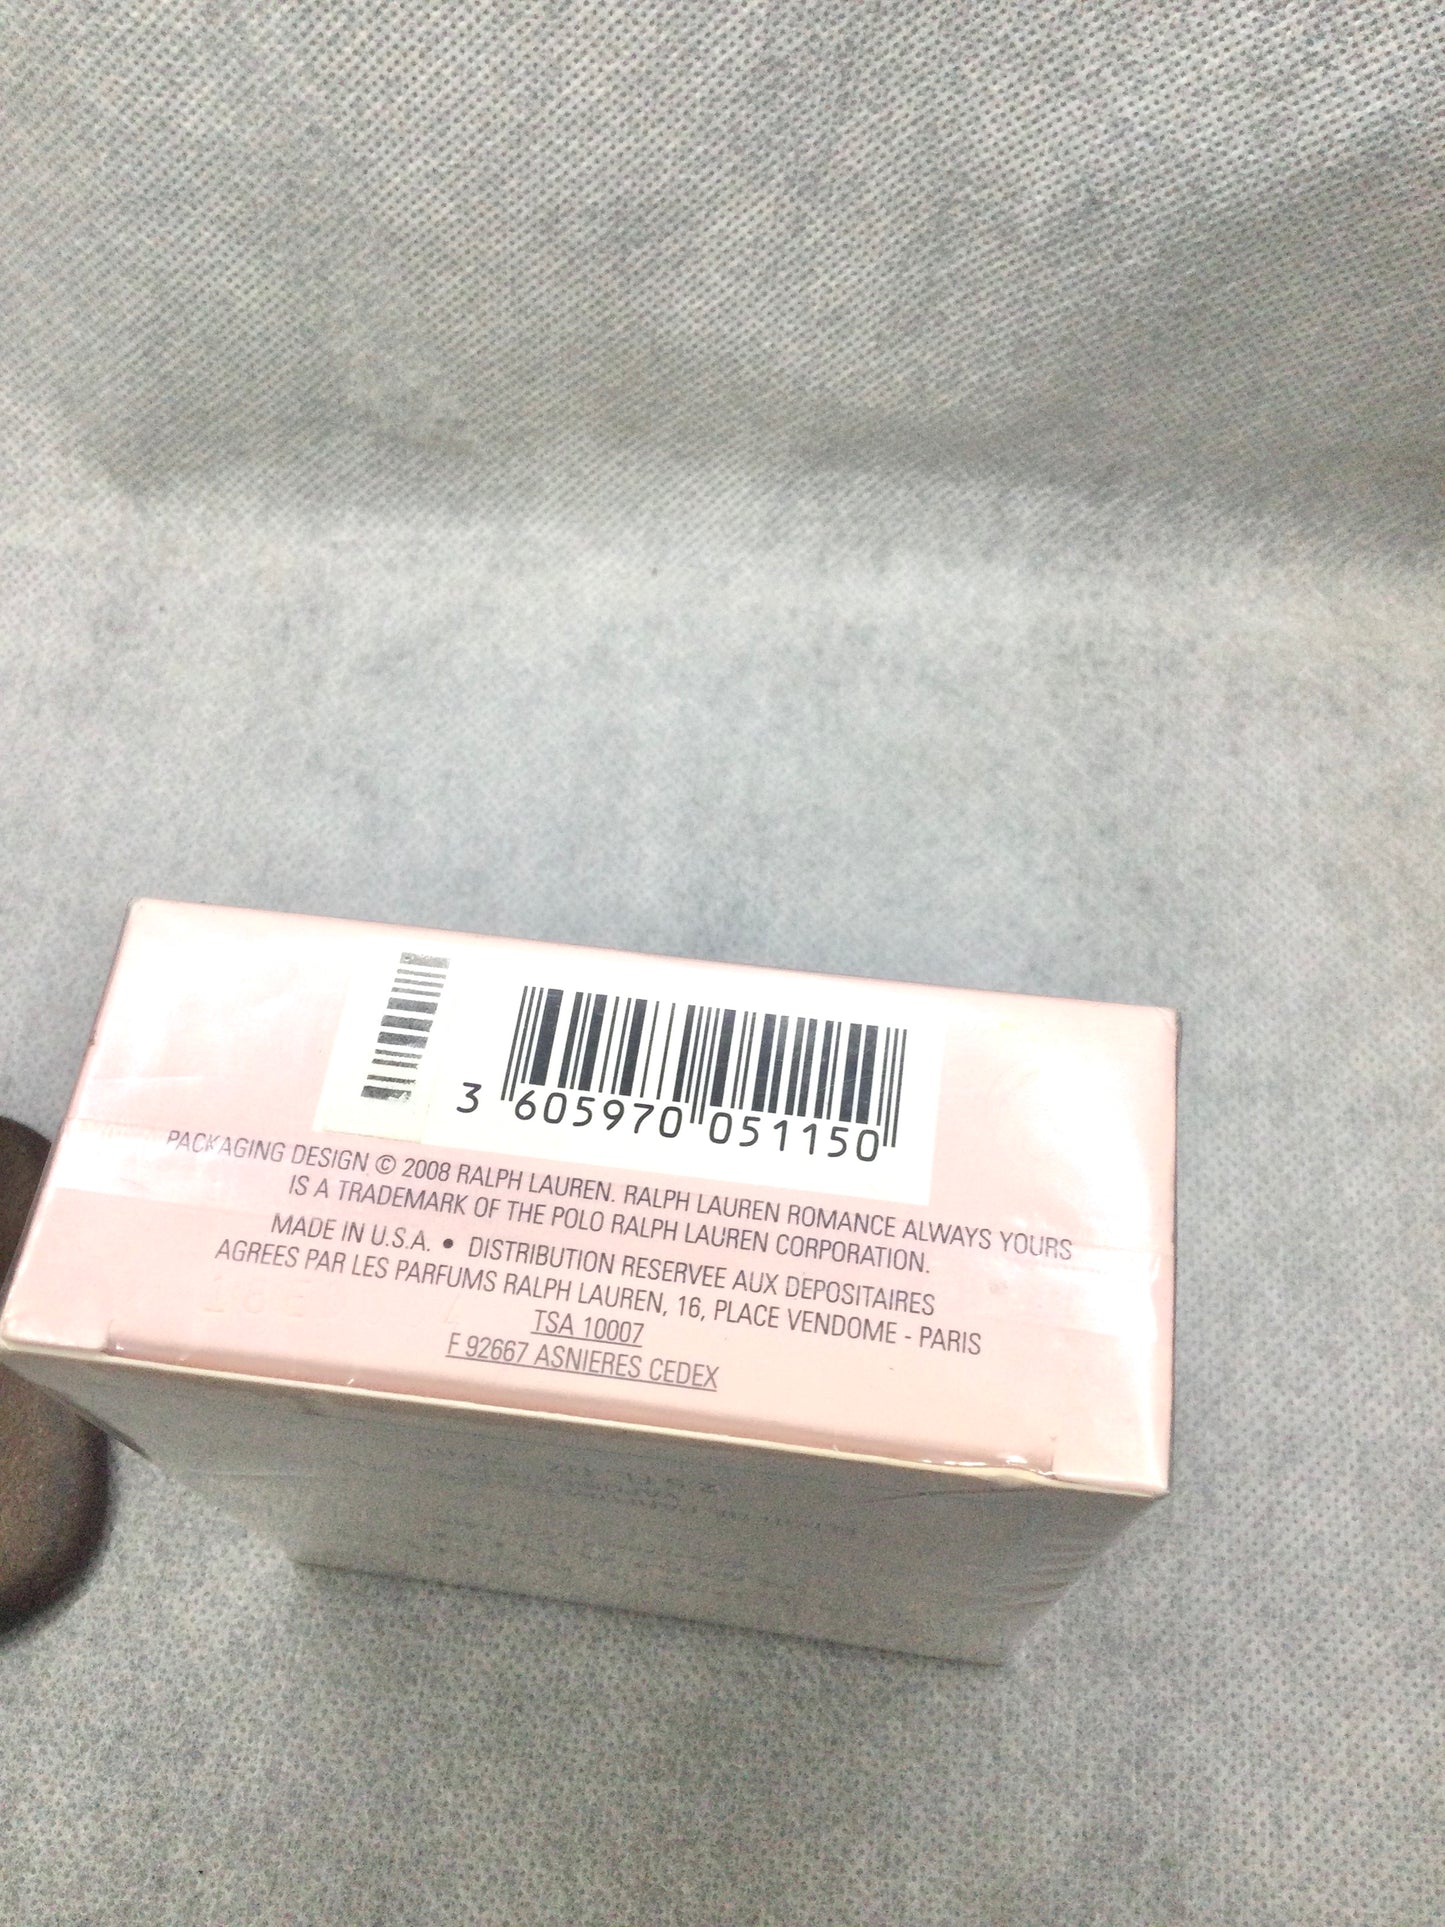 3 605970 051150
PACKAGING DESIGN © 2008 RALPH LAUREN. RALPH LAUREN ROMANCE ALWAYS YOURS
IS A TRADEMARK OF THE POLO RALPH LAUREN CORPORATION.
MADE IN U.S.A. • DISTRIBUTION RESERVEE AUX DEPOSITAIRES
AGREES PAR LES PARFUMS RALPH LAUREN, 16, PLACE VENDOME - PARIS
TSA 10007
F 92667 ASNIERES CEDEX